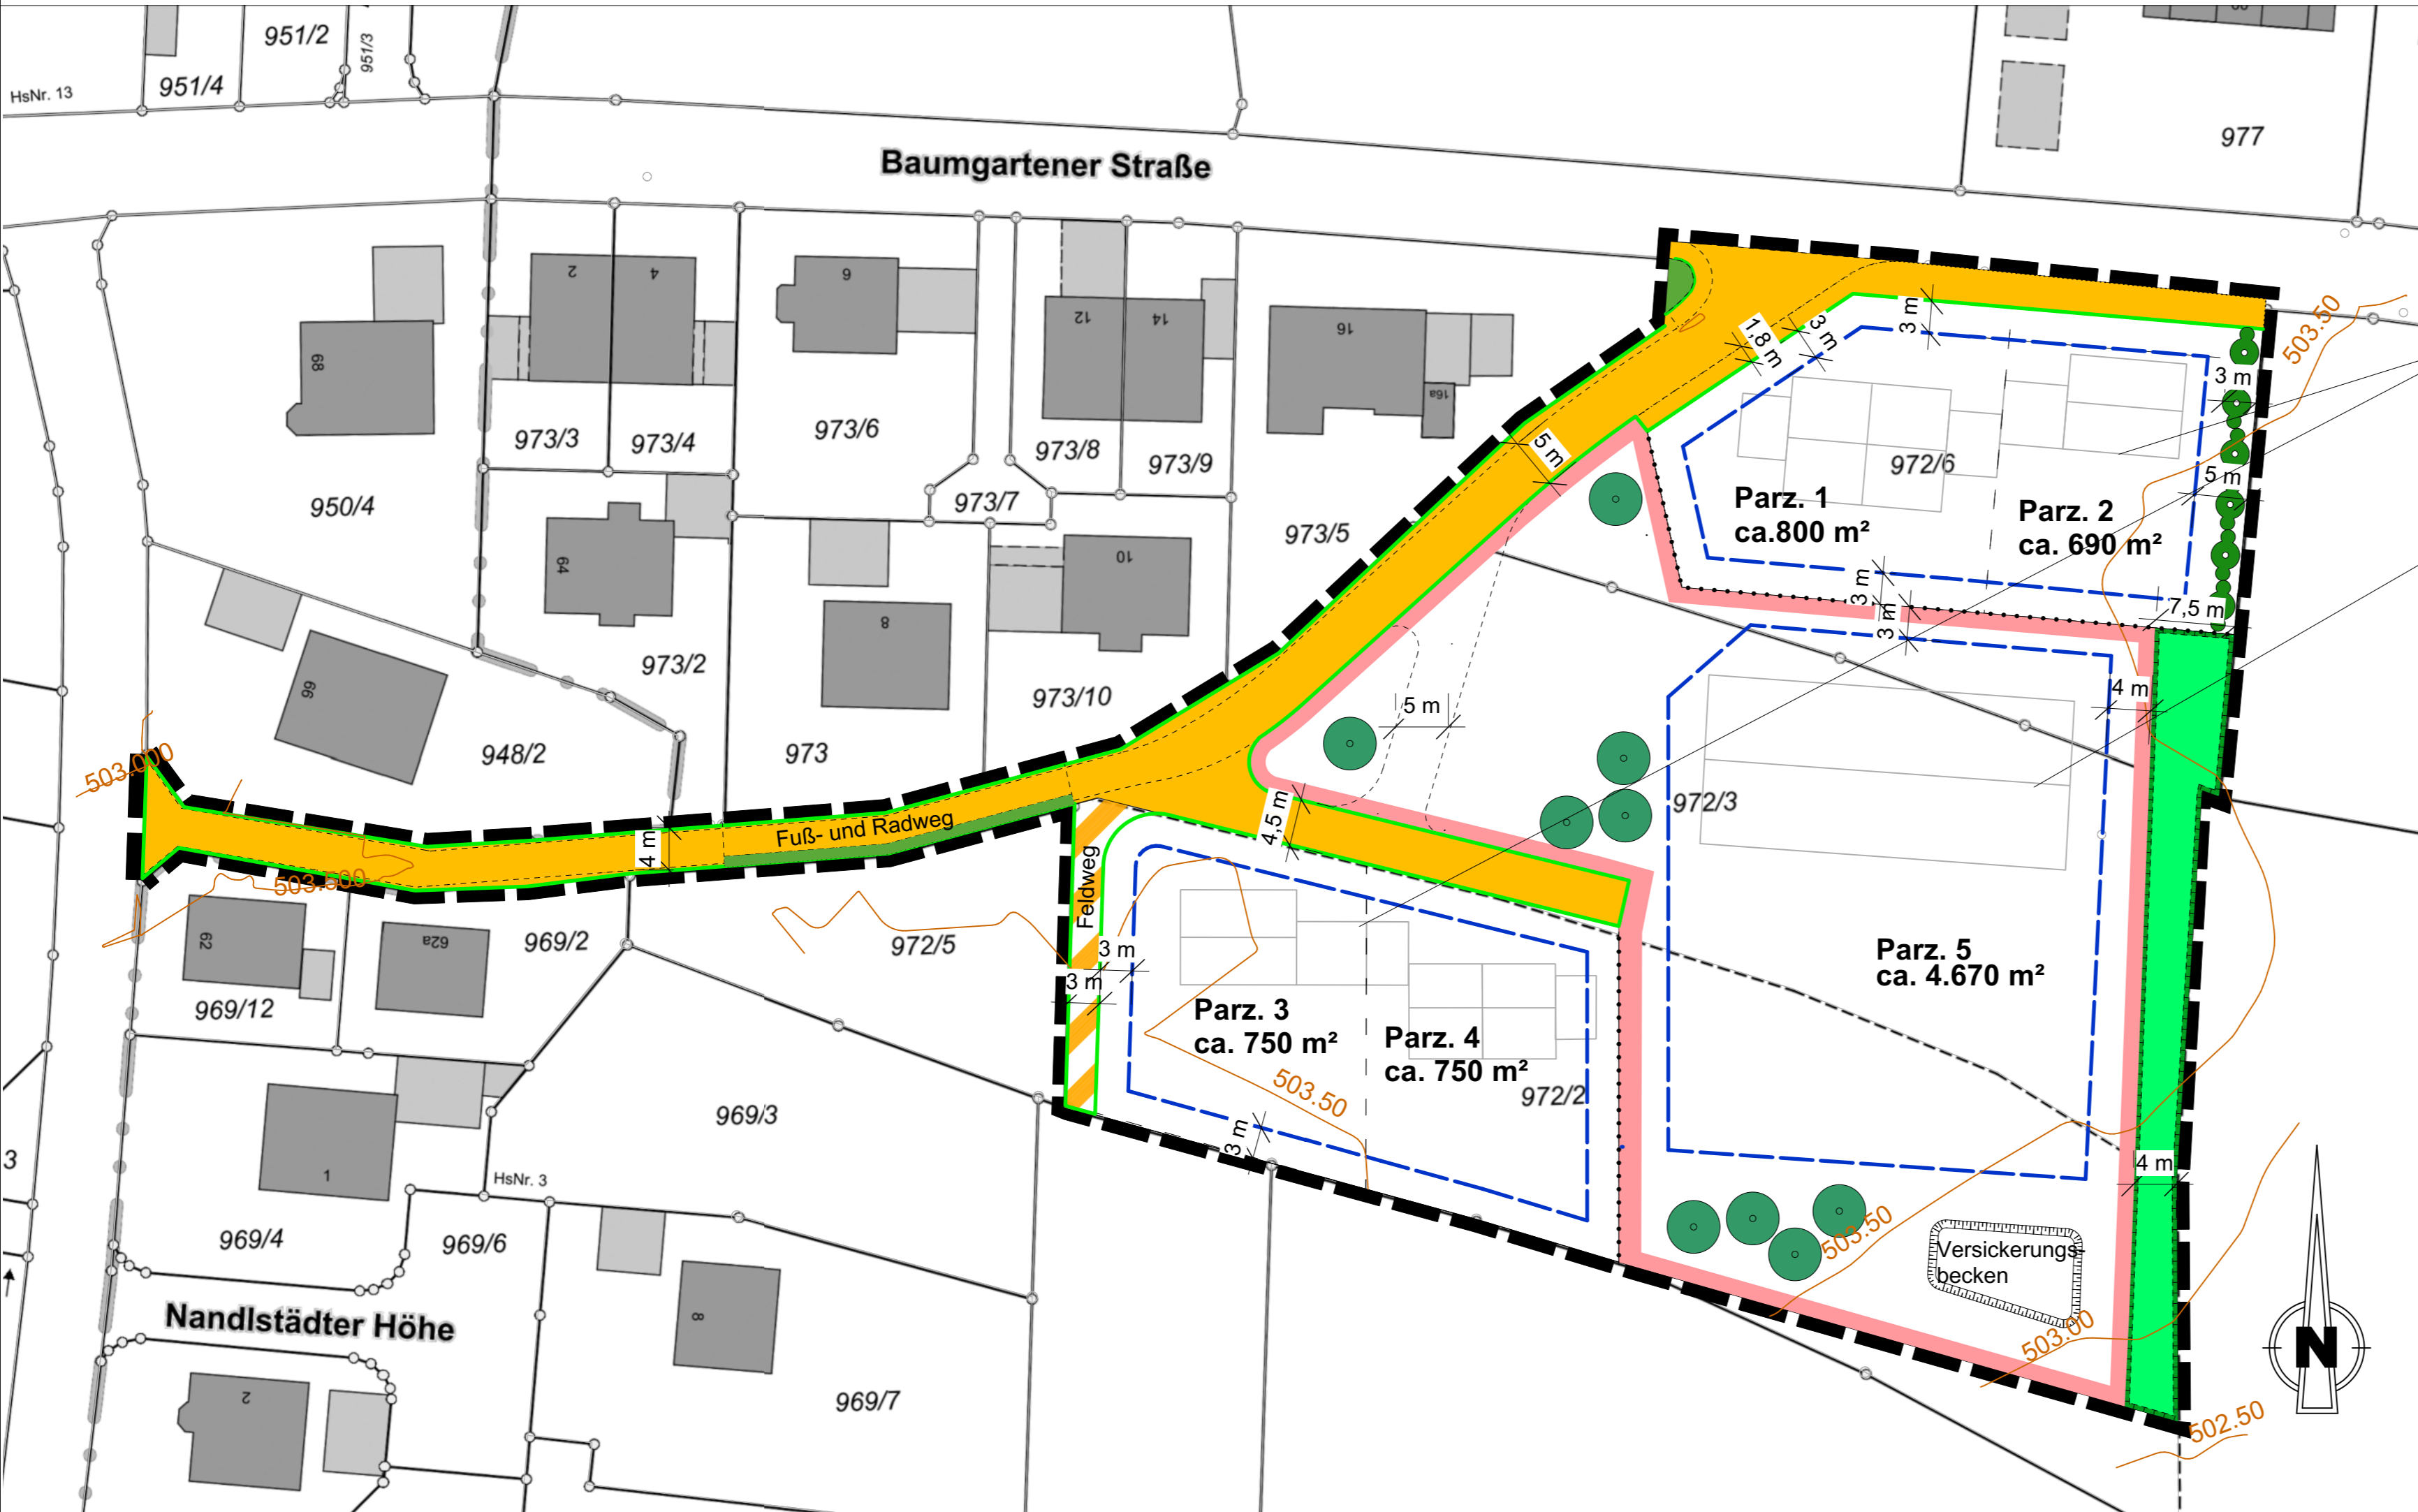 951/2
951/3
951/4
HsNr. 13
977
Baumgartener Straße
2
4
6
12
14
16
16a
68
973/3
973/4
973/6
973/8
973/9
973/7
973/5
950/4
64
8
10
973/2
973/10
66
948/2
973
503.000
503.500
4 m
Fuß- und Radweg
Feldweg
62
62a
969/2
969/12
972/5
969/3
1
HsNr. 3
969/4
969/6
3
Nandlstädter Höhe
2
8
969/7
1,8 m
3 m
3 m
5 m
503.50
3 m
5 m
972/6
Parz. 1
ca.800 m²
Parz. 2
ca. 690 m²
3 m
3 m
7,5 m
4 m
5 m
4,5 m
972/3
3 m
3 m
Parz. 3
ca. 750 m²
Parz. 4
ca. 750 m²
972/2
503.50
3 m
Parz. 5
ca. 4.670 m²
4 m
503.50
Versickerungs-
becken
503.00
502.50
N